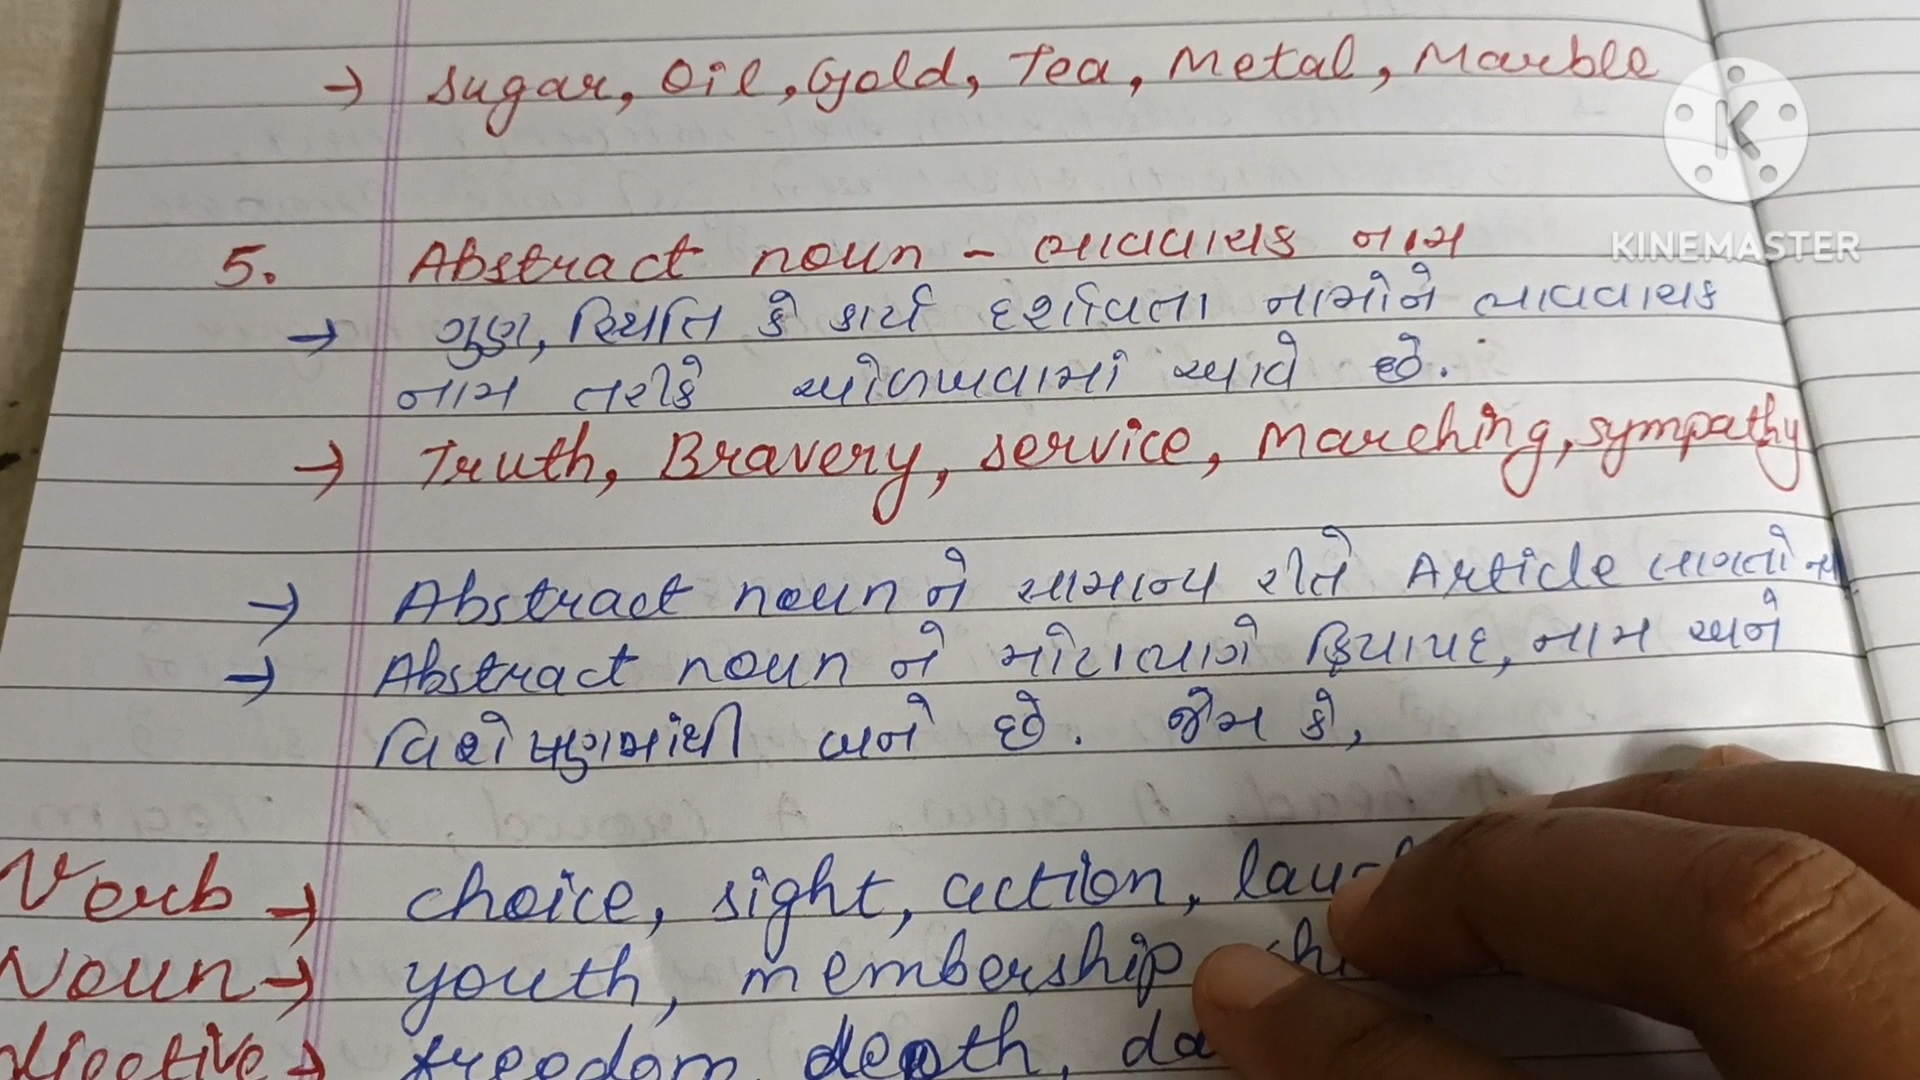 → Sugar, Oil, Gold, Tea, Metal, Marble
KINEMASTER
5. Abstract noun - ભાવવાચક નામ
→ ગુણ, સ્થિતિ કે કાર્ય દર્શાવતા નામોને ભાવવાચક
નામ તરીકે ઓળખવામાં આવે છે.
→ Truth, Bravery, service, Marching, sympathy
→ Abstract noun ને સામાન્ય રીતે Article લાગતો
→ Abstract noun ને મોટાભાગે ક્રિયાપદ, નામ અને
વિશેષણમાંથી બને છે. જેમ કે,
Verb → choice, sight, action,
Noun → youth, membership
freedom, depth,